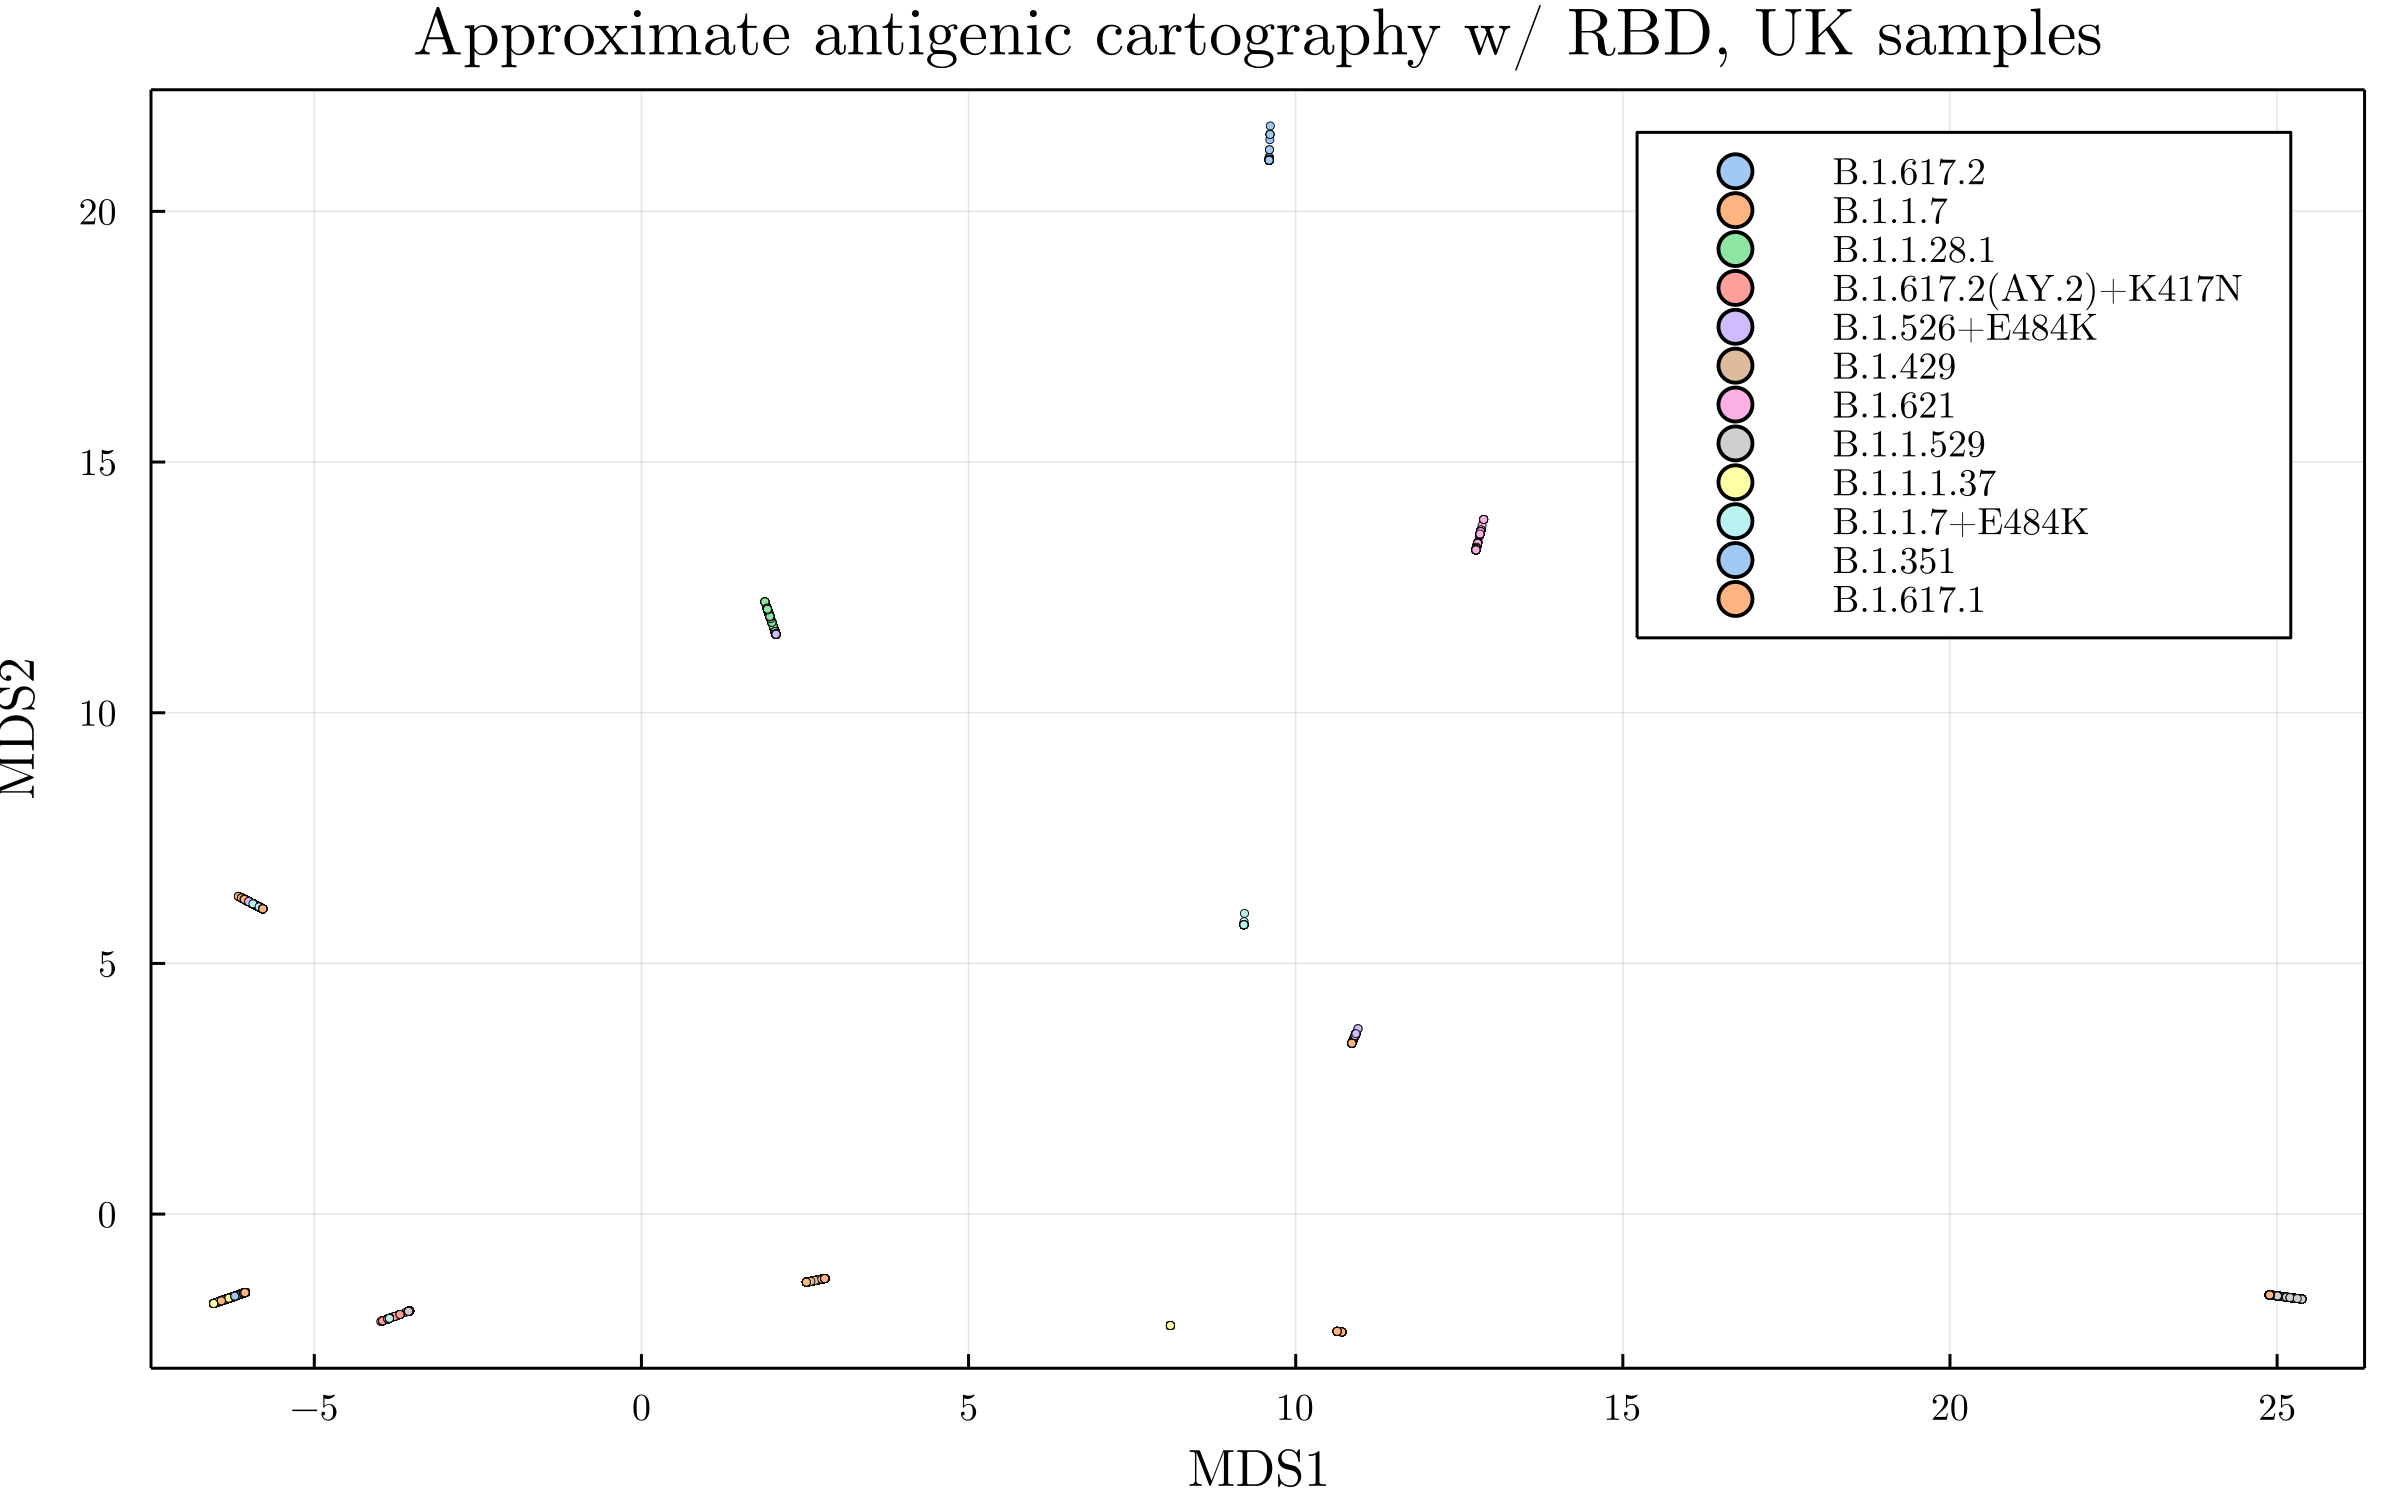 Approximate antigenic cartography w/ RBD, UK samples
B.1.617.2
B.1.1.7
B.1.1.28.1
B.1.617.2(AY.2)+K417N
B.1.526+E484K
B.1.429
B.1.621
B.1.1.529
B.1.1.1.37
B.1.1.7+E484K
B.1.351
B.1.617.1
MDS2
20
15
10
5
0
−5
0
5
10
15
20
25
MDS1